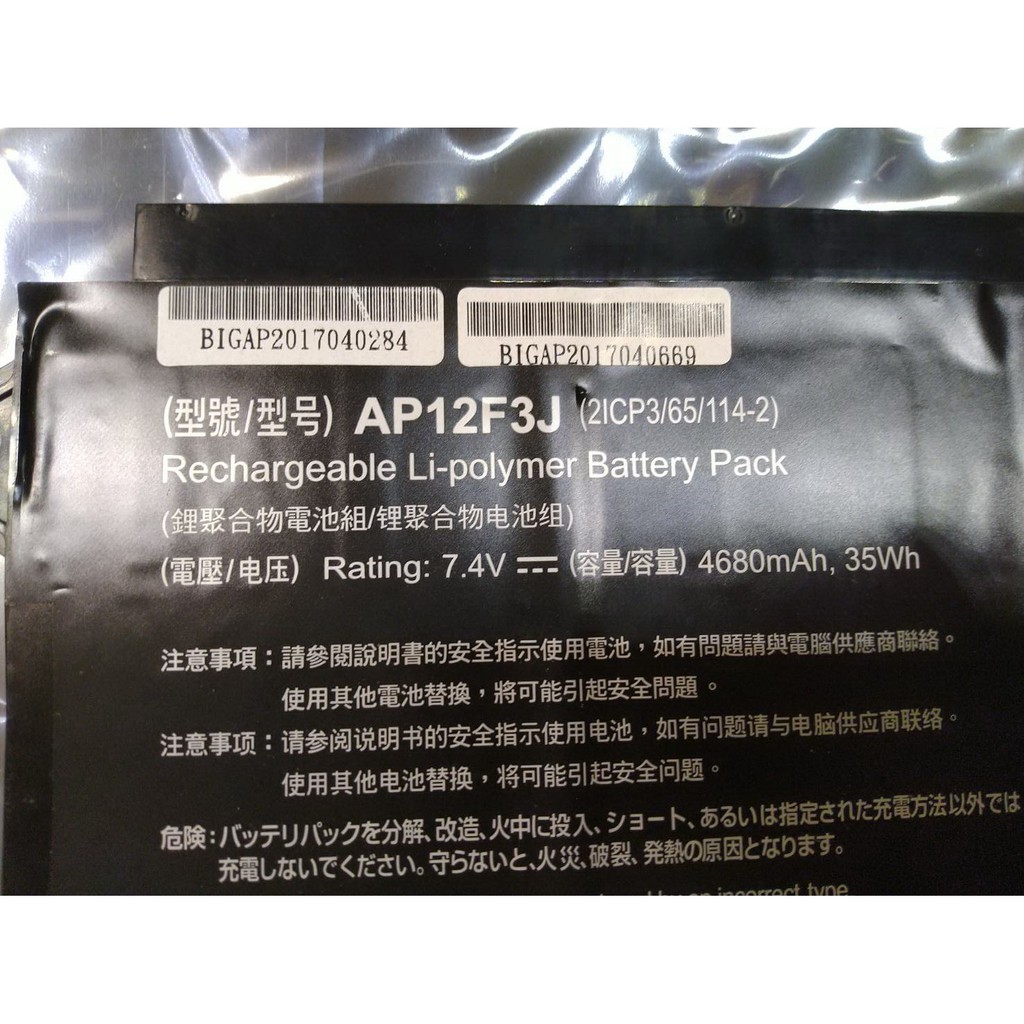 BIGAP2017040284
BIGAP2017040669
(型號/型号) AP12F3J (2ICP3/65/114-2)
Rechargeable Li-polymer Battery Pack
(鋰聚合物電池組/锂聚合物电池组)
(電壓/电压) Rating: 7.4V ⎓ (容量/容量) 4680mAh, 35Wh
注意事項：請參閱說明書的安全指示使用電池，如有問題請與電腦供應商聯絡。
使用其他電池替換，將可能引起安全問題。
注意事项：请参阅说明书的安全指示使用电池，如有问题请与电脑供应商联络。
使用其他电池替换，将可能引起安全问题。
危険：バッテリパックを分解、改造、火中に投入、ショート、あるいは指定された充電方法以外では
充電しないでください。守らないと、火災、破裂、発熱の原因となります。
by an incorrect type